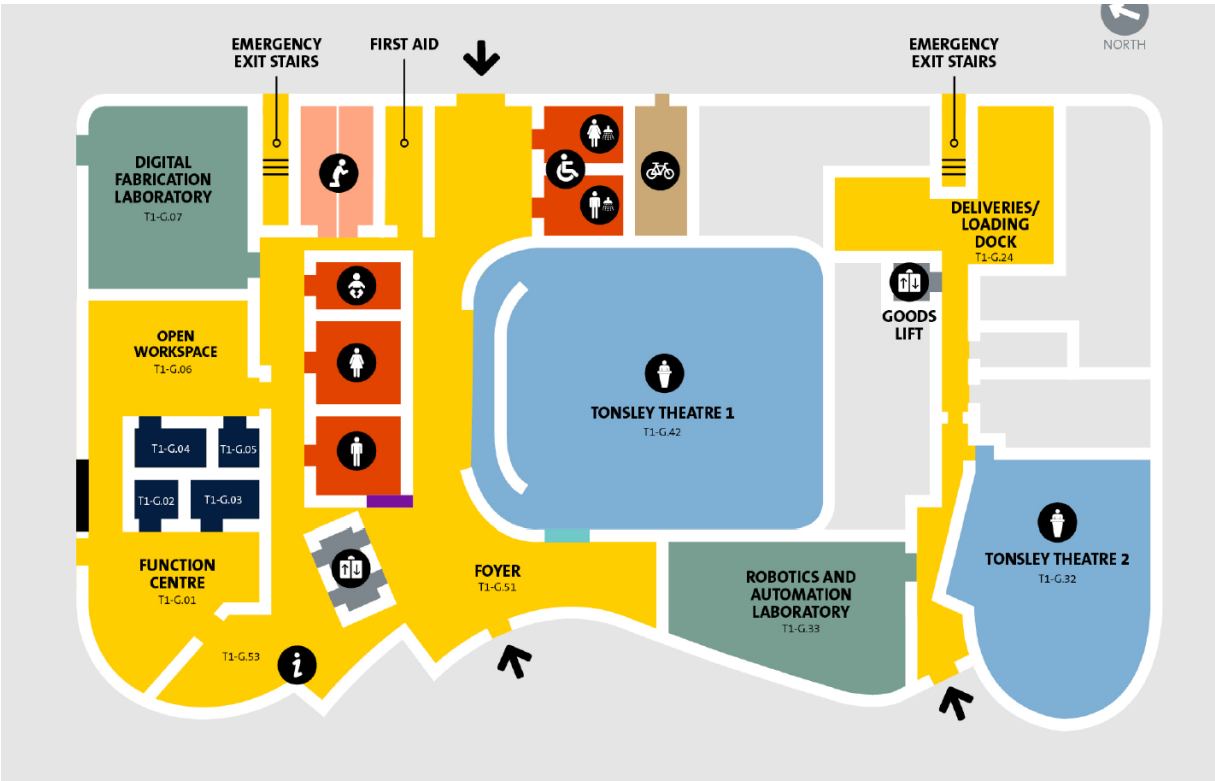 NORTH
EMERGENCY
EXIT STAIRS
FIRST AID
EMERGENCY
EXIT STAIRS
DIGITAL
FABRICATION
LABORATORY
T1-G.07
DELIVERIES/
LOADING
DOCK
T1-G.24
GOODS
LIFT
OPEN
WORKSPACE
T1-G.06
TONSLEY THEATRE 1
T1-G.42
T1-G.04
T1-G.05
T1-G.02
T1-G.03
FUNCTION
CENTRE
T1-G.01
FOYER
T1-G.51
ROBOTICS AND
AUTOMATION
LABORATORY
T1-G.33
TONSLEY THEATRE 2
T1-G.32
T1-G.53
i